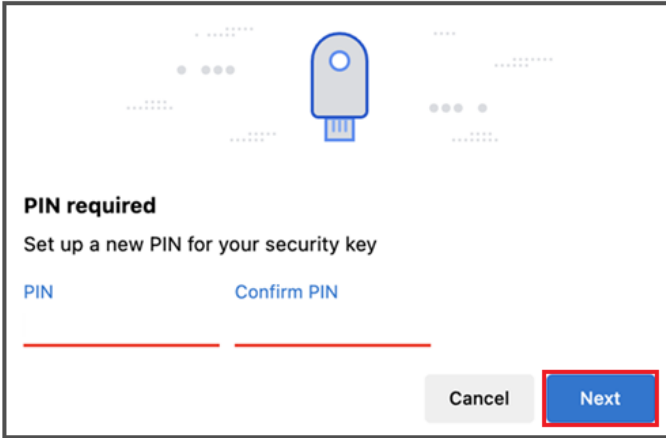 PIN required
Set up a new PIN for your security key
PIN Confirm PIN
Cancel Next